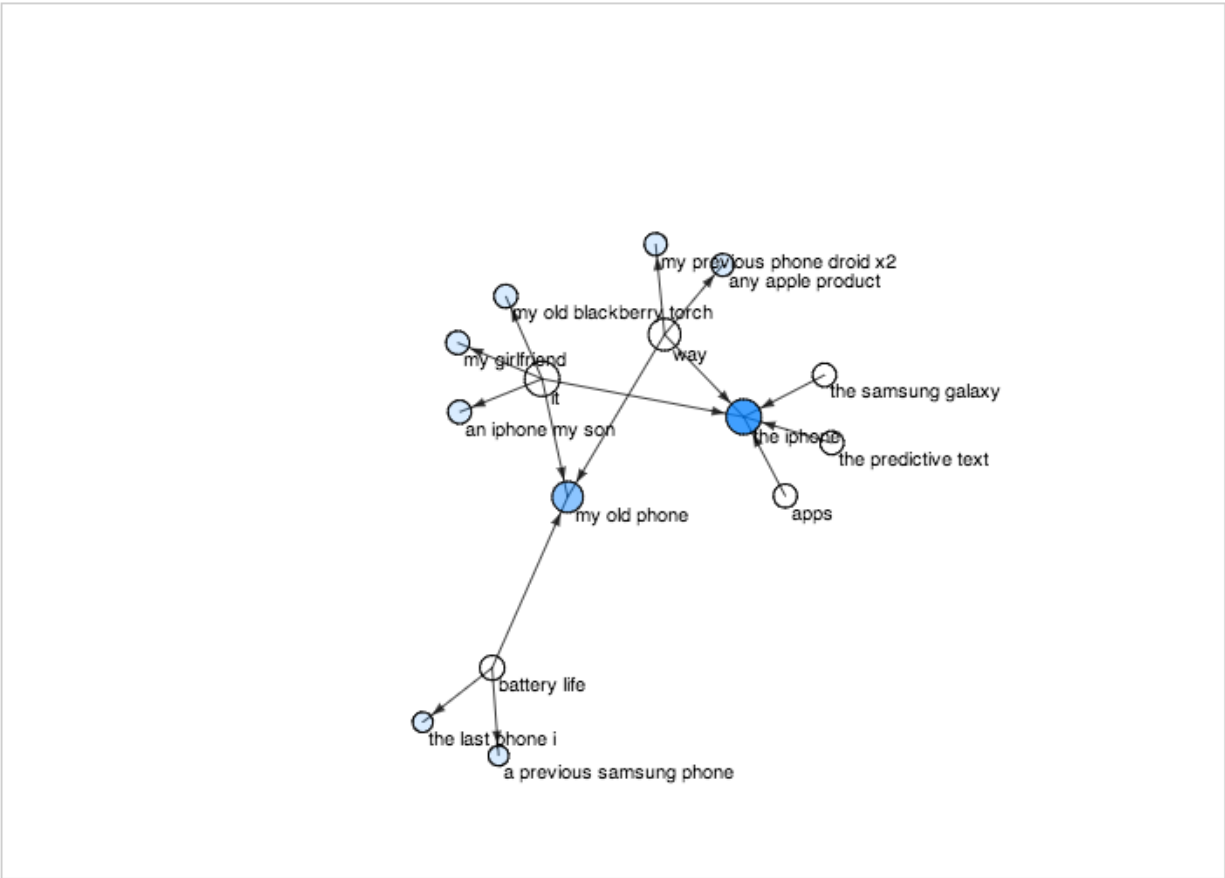 my previous phone droid x2
any apple product
my old blackberry torch
way
my girlfriend
the samsung galaxy
it
an iphone my son
the iphone
the predictive text
my old phone
apps
battery life
the last phone i
a previous samsung phone